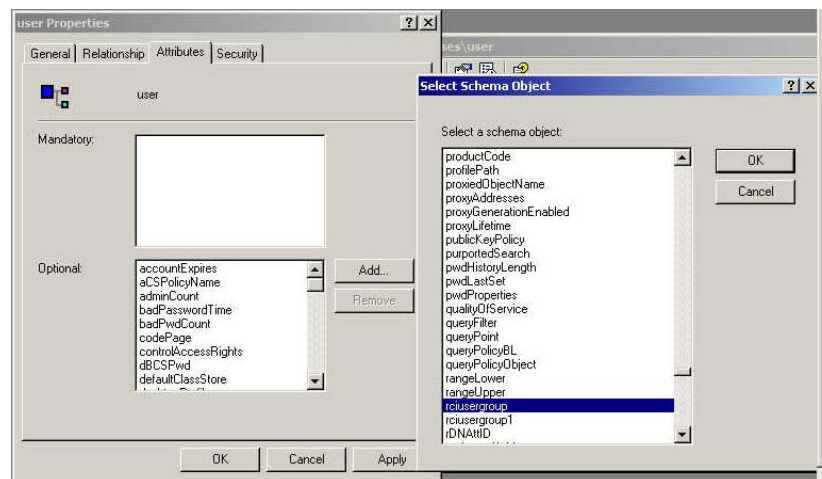 user Properties
General Relationship Attributes Security
user
Mandatory:
Optional:
accountExpires
aCSPolicyName
adminCount
badPasswordTime
badPwdCount
codePage
controlAccessRights
dBCSPwd
defaultClassStore
Add...
Remove
OK Cancel Apply
ses\user
Select Schema Object
Select a schema object:
productCode
profilePath
proxiedObjectName
proxyAddresses
proxyGenerationEnabled
proxyLifetime
publicKeyPolicy
purportedSearch
pwdHistoryLength
pwdLastSet
pwdProperties
qualityOfService
queryFilter
queryPoint
queryPolicyBL
queryPolicyObject
rangeLower
rangeUpper
rciusergroup
rciusergroup1
rDNAttID
OK
Cancel